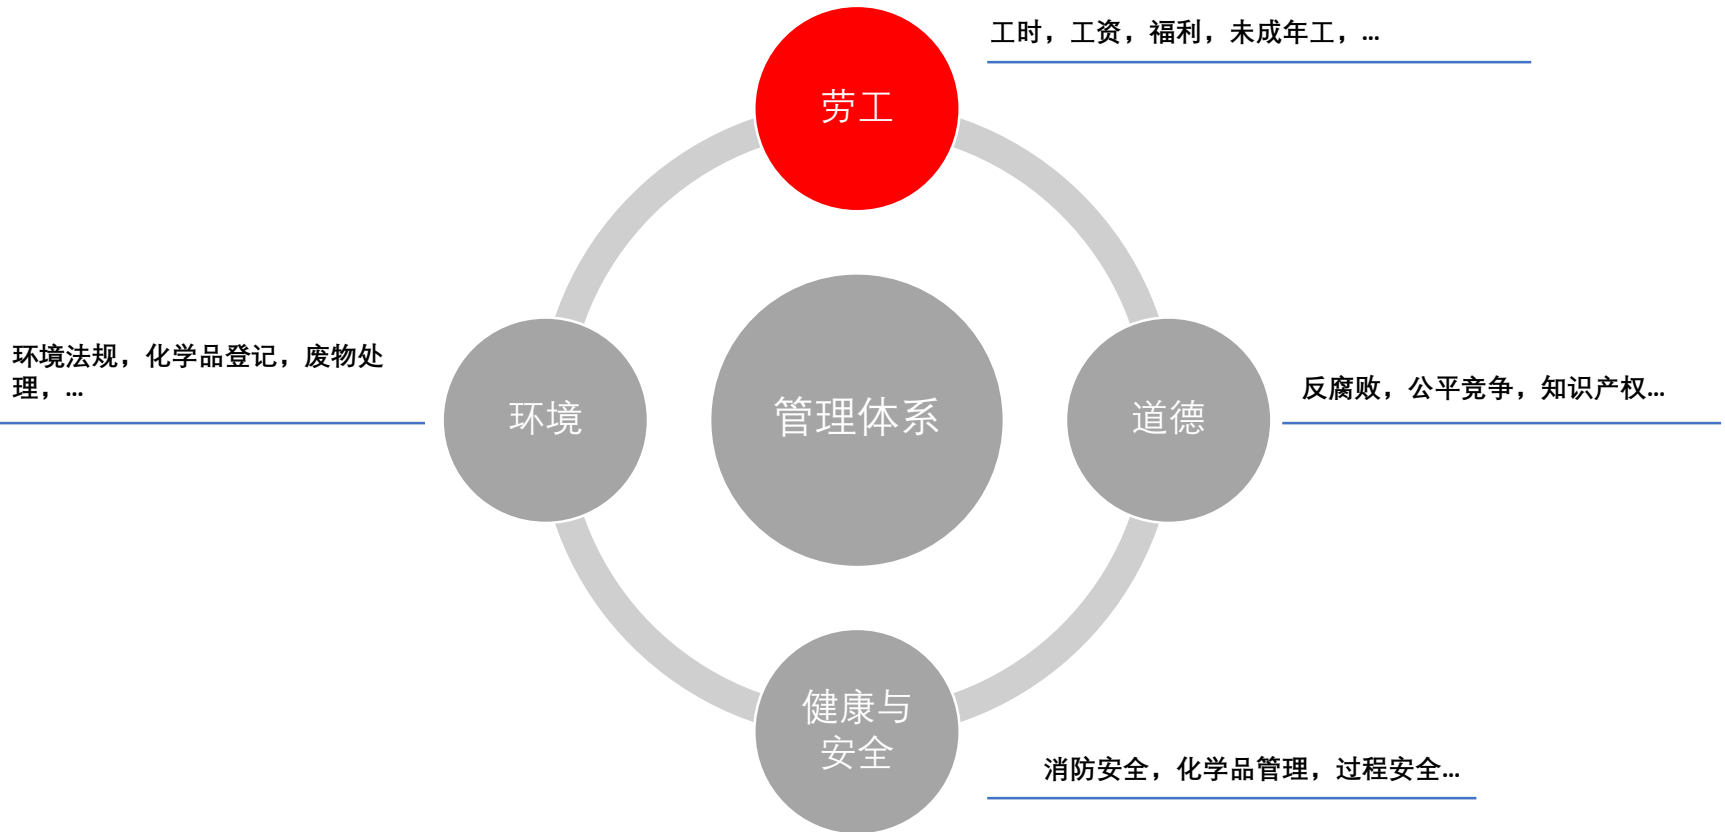 工时，工资，福利，未成年工，...
劳工
环境法规，化学品登记，废物处
理，...
环境
管理体系
道德
反腐败，公平竞争，知识产权...
健康与
安全
消防安全，化学品管理，过程安全...